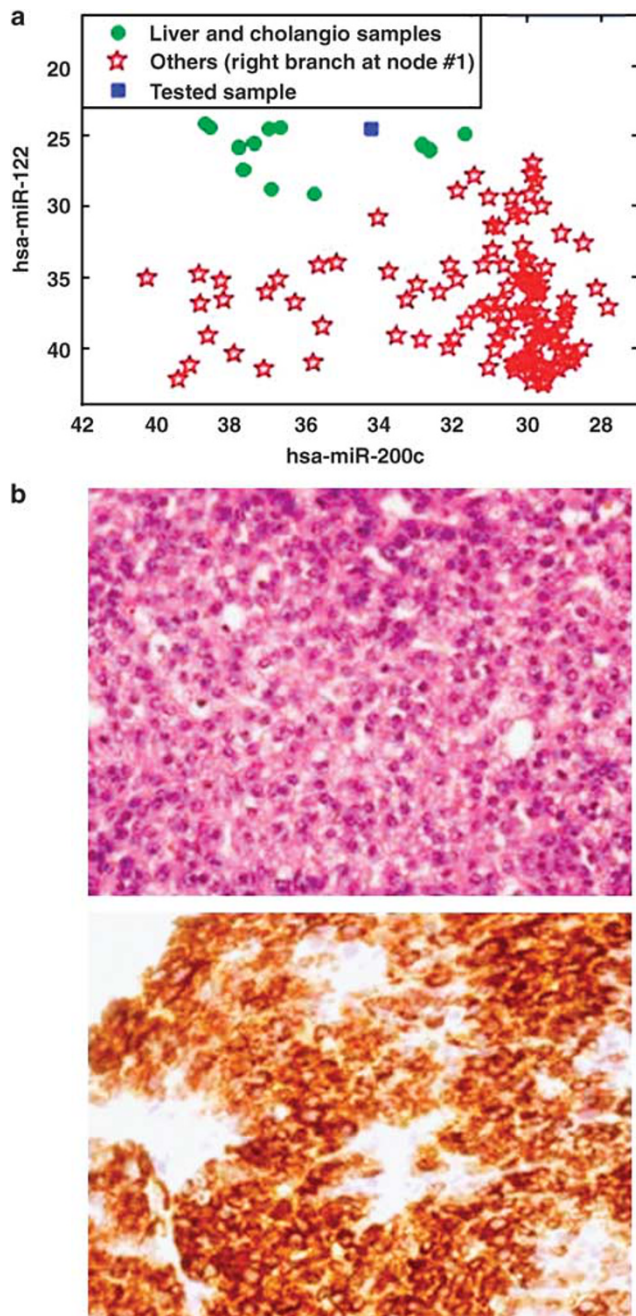 a
Liver and cholangio samples
Others (right branch at node #1)
Tested sample
20
25
30
35
40
hsa-miR-122
42 40 38 36 34 32 30 28
hsa-miR-200c
b